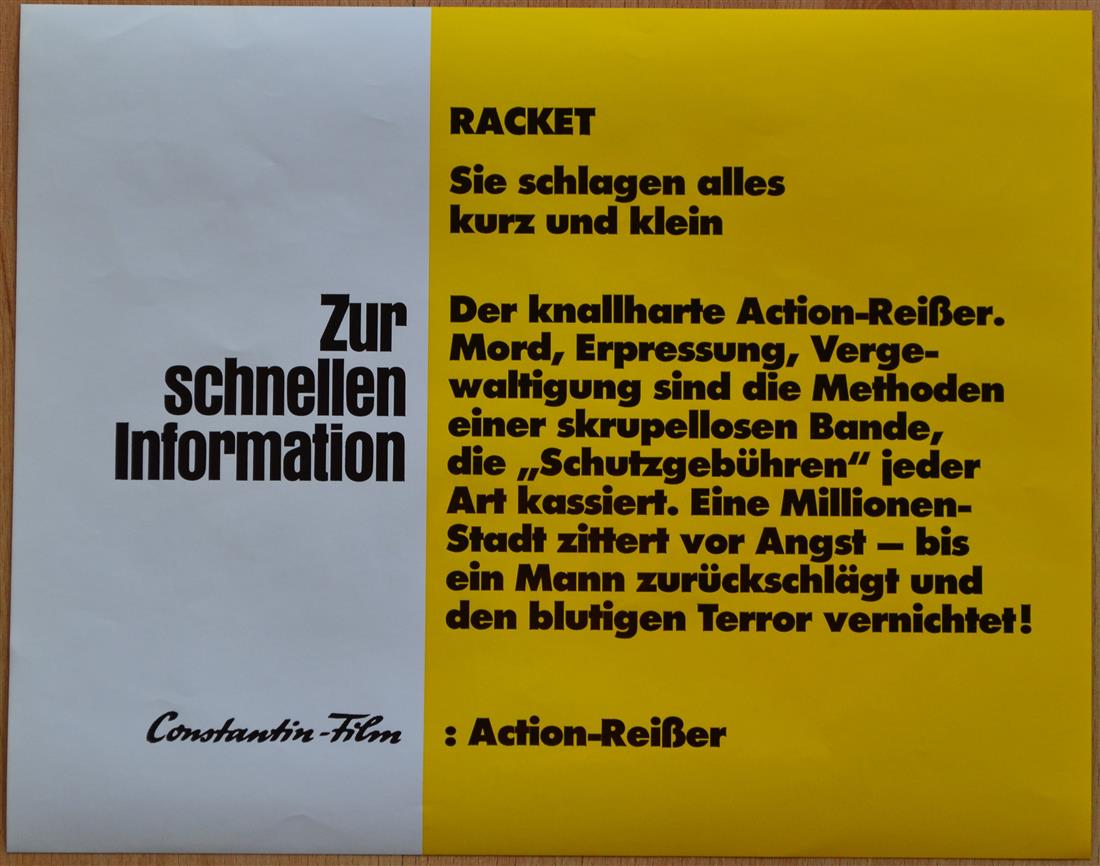 Zur
schnellen
Information
Constantin-Film
RACKET
Sie schlagen alles
kurz und klein
Der knallharte Action-Reißer.
Mord, Erpressung, Verge-
waltigung sind die Methoden
einer skrupellosen Bande,
die „Schutzgebühren“ jeder
Art kassiert. Eine Millionen-
Stadt zittert vor Angst – bis
ein Mann zurückschlägt und
den blutigen Terror vernichtet!
: Action-Reißer